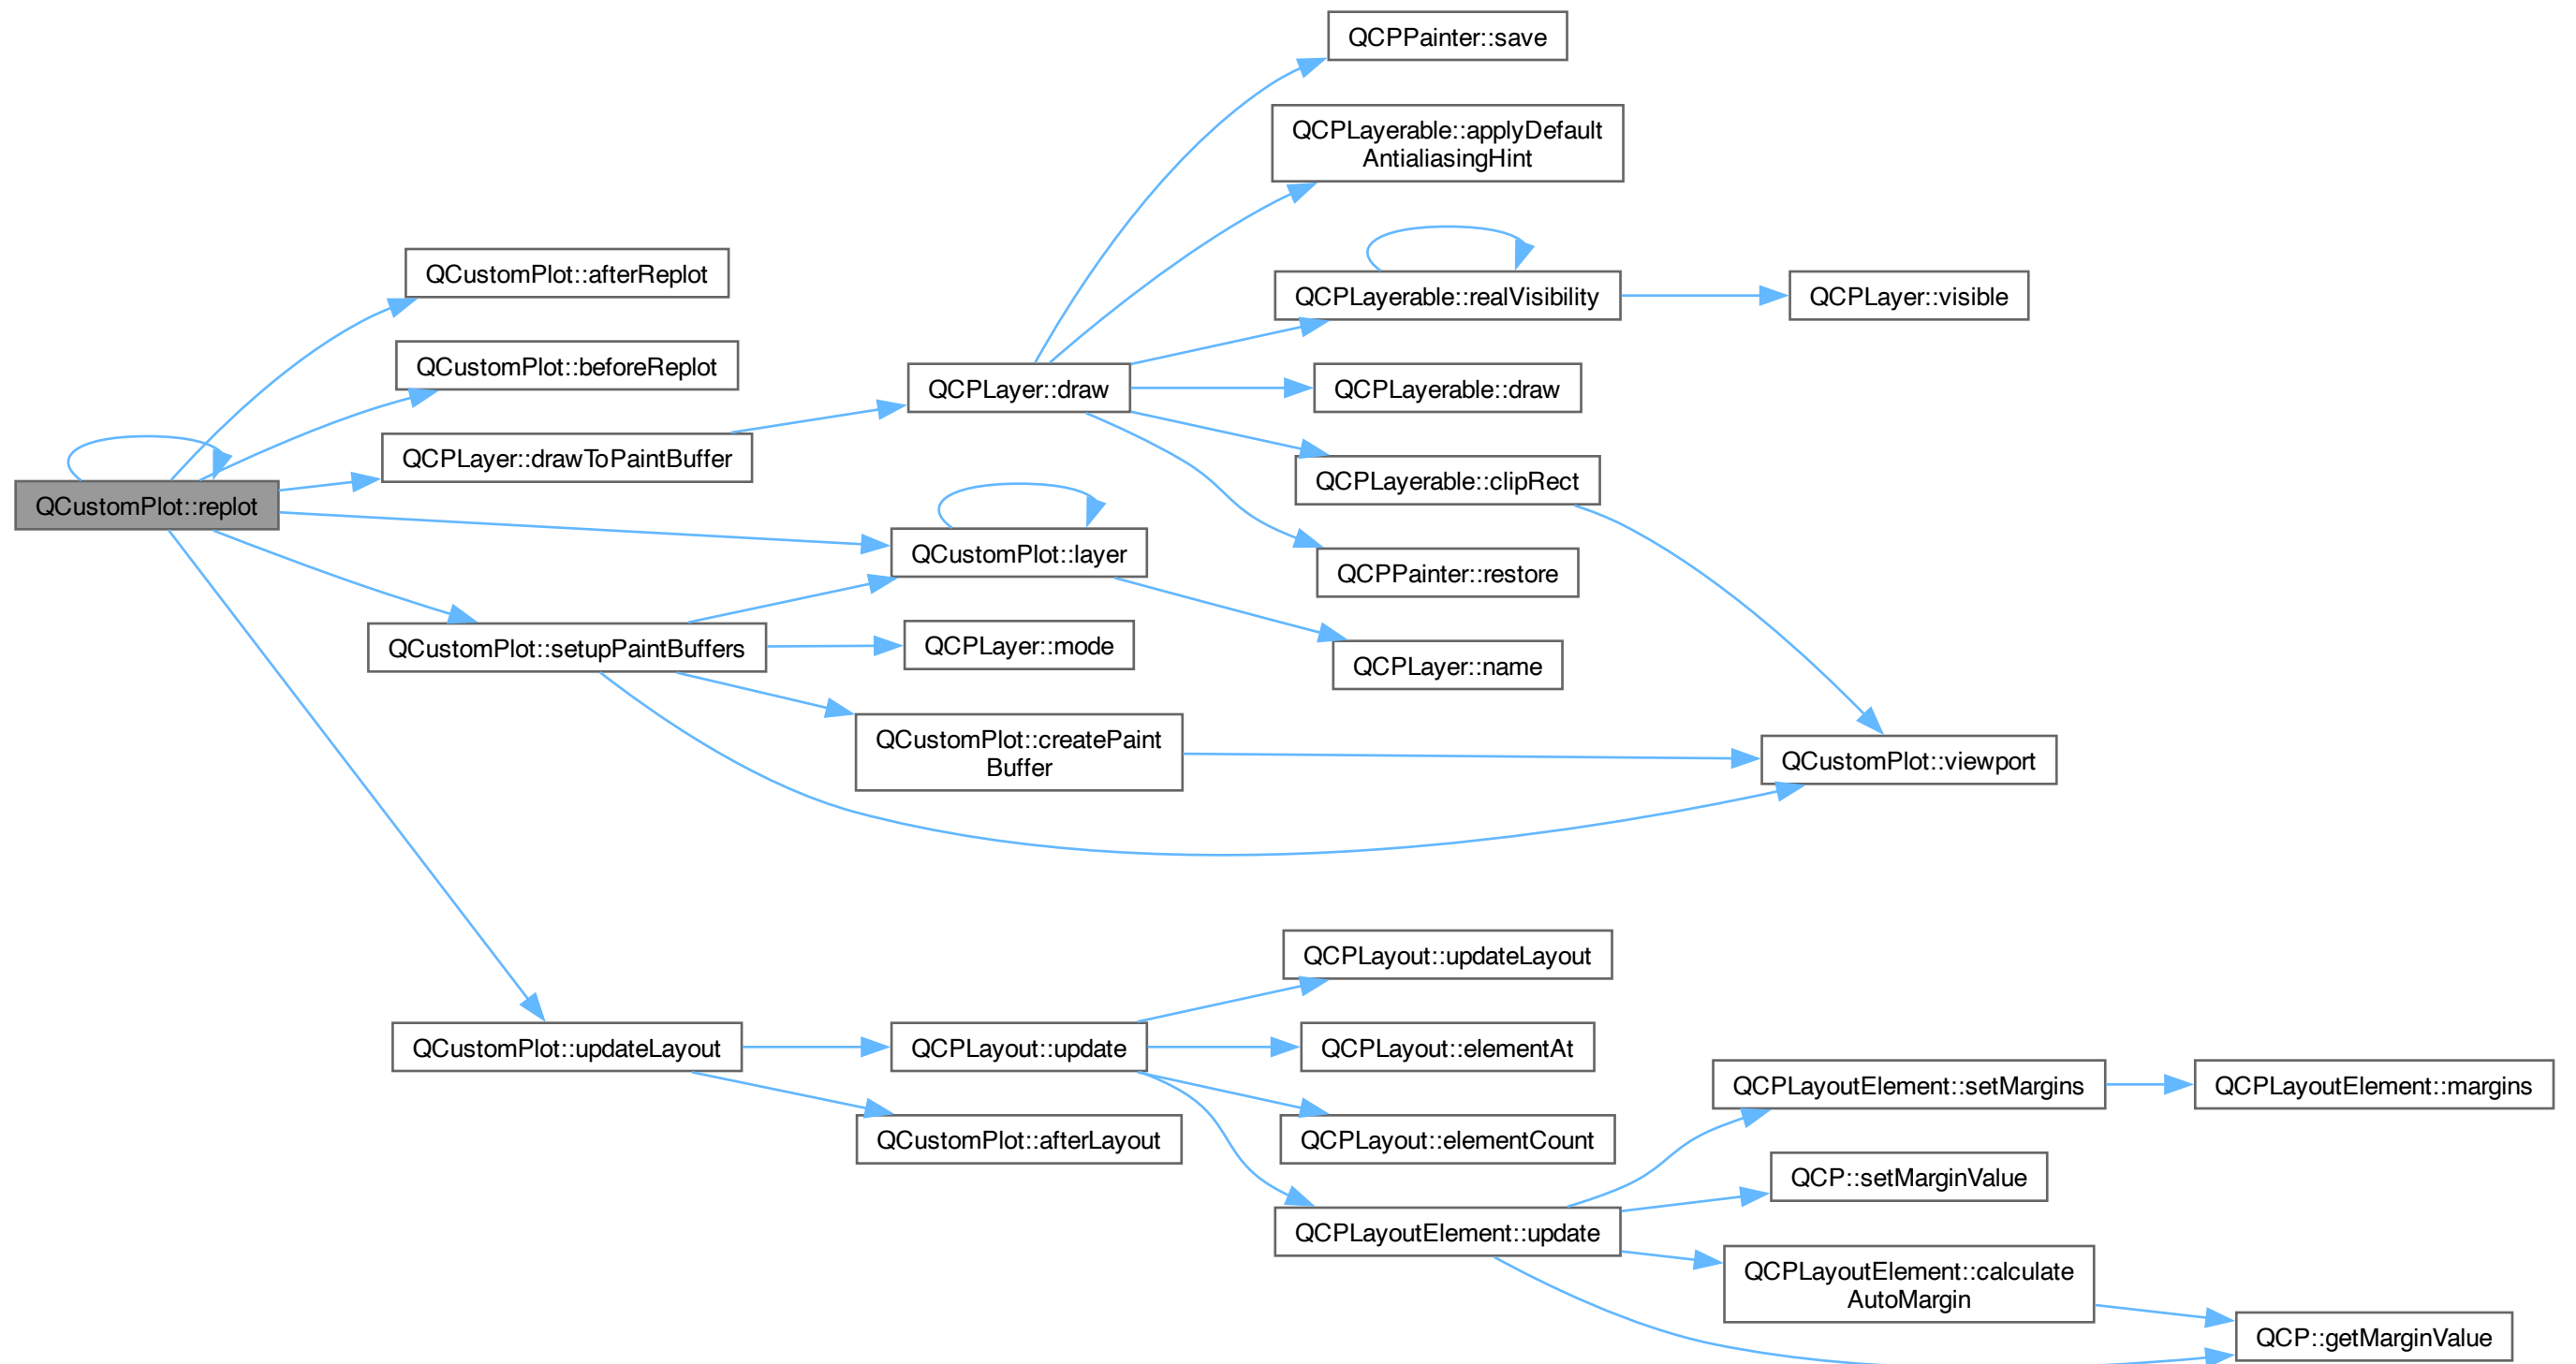 QCPPainter::save
QCPLayerable::applyDefault
AntialiasingHint
QCustomPlot::afterReplot
QCPLayerable::realVisibility
QCPLayer::visible
QCustomPlot::beforeReplot
QCPLayer::draw
QCPLayerable::draw
QCPLayer::drawToPaintBuffer
QCPLayerable::clipRect
QCustomPlot::replot
QCustomPlot::layer
QCPPainter::restore
QCustomPlot::setupPaintBuffers
QCPLayer::mode
QCPLayer::name
QCustomPlot::createPaint
Buffer
QCustomPlot::viewport
QCPLayout::updateLayout
QCustomPlot::updateLayout
QCPLayout::update
QCPLayout::elementAt
QCPLayoutElement::setMargins
QCPLayoutElement::margins
QCustomPlot::afterLayout
QCPLayout::elementCount
QCP::setMarginValue
QCPLayoutElement::update
QCPLayoutElement::calculate
AutoMargin
QCP::getMarginValue